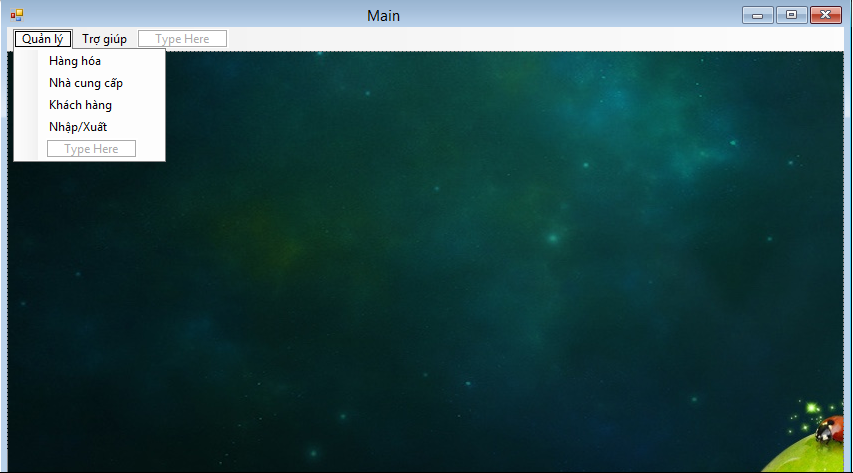 Main
Quản lý Trợ giúp Type Here
Hàng hóa
Nhà cung cấp
Khách hàng
Nhập/Xuất
Type Here